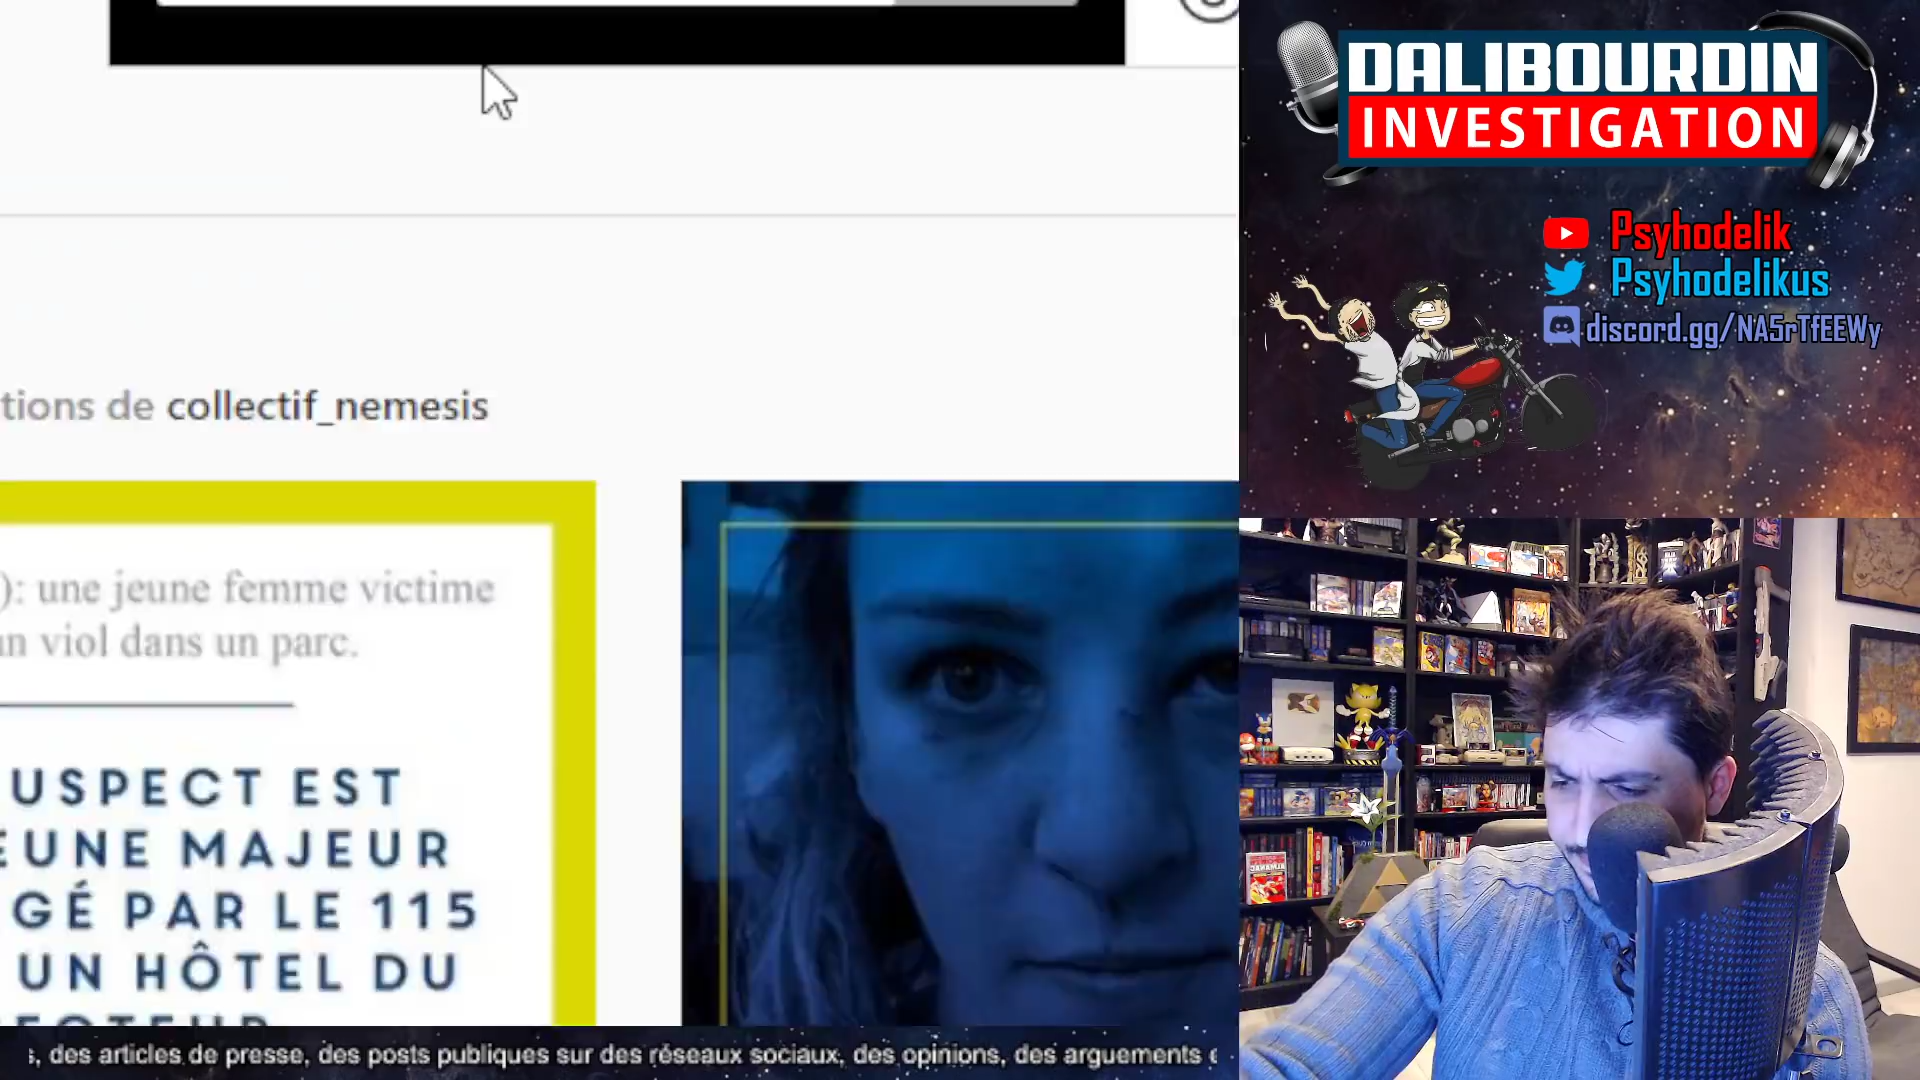 DALIBOURDIN
INVESTIGATION
Psyhodelik
Psyhodelikus
discord.gg/NA5rTfEEWy
tions de collectif_nemesis
): une jeune femme victime
un viol dans un parc.
USPECT EST
EUNE MAJEUR
GÉ PAR LE 115
UN HÔTEL DU
s, des articles de presse, des posts publiques sur des réseaux sociaux, des opinions, des arguements